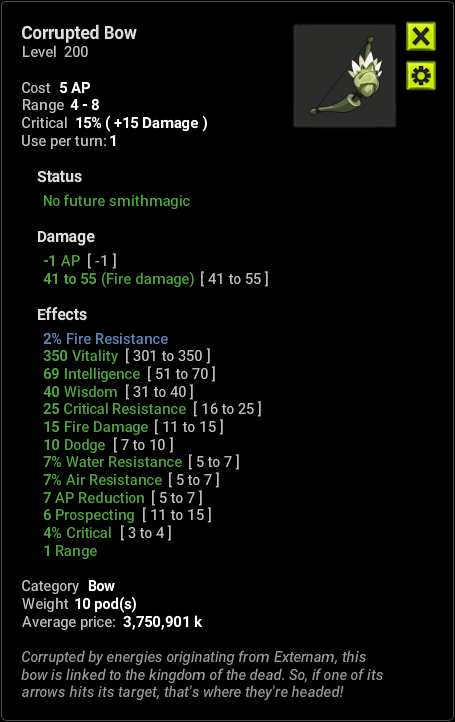 Corrupted Bow
Level 200
Cost 5 AP
Range 4 - 8
Critical 15% ( +15 Damage )
Use per turn: 1
Status
No future smithmagic
Damage
-1 AP [ -1 ]
41 to 55 (Fire damage) [ 41 to 55 ]
Effects
2% Fire Resistance
350 Vitality [ 301 to 350 ]
69 Intelligence [ 51 to 70 ]
40 Wisdom [ 31 to 40 ]
25 Critical Resistance [ 16 to 25 ]
15 Fire Damage [ 11 to 15 ]
10 Dodge [ 7 to 10 ]
7% Water Resistance [ 5 to 7 ]
7% Air Resistance [ 5 to 7 ]
7 AP Reduction [ 5 to 7 ]
6 Prospecting [ 11 to 15 ]
4% Critical [ 3 to 4 ]
1 Range
Category Bow
Weight 10 pod(s)
Average price: 3,750,901 k
Corrupted by energies originating from Externam, this
bow is linked to the kingdom of the dead. So, if one of its
arrows hits its target, that's where they're headed!